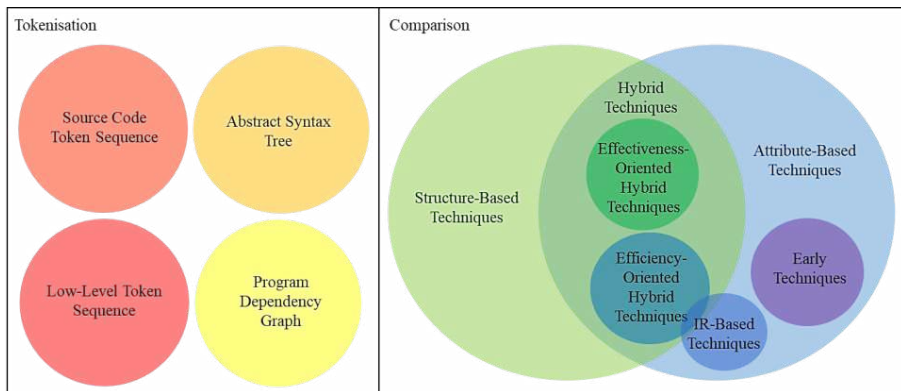 Tokenisation
Source Code
Token Sequence
Abstract Syntax
Tree
Low-Level Token
Sequence
Program
Dependency
Graph
Comparison
Hybrid
Techniques
Effectiveness-
Oriented
Hybrid
Techniques
Attribute-Based
Techniques
Structure-Based
Techniques
Efficiency-
Oriented Hybrid
Techniques
Early
Techniques
IR-Based
Techniques